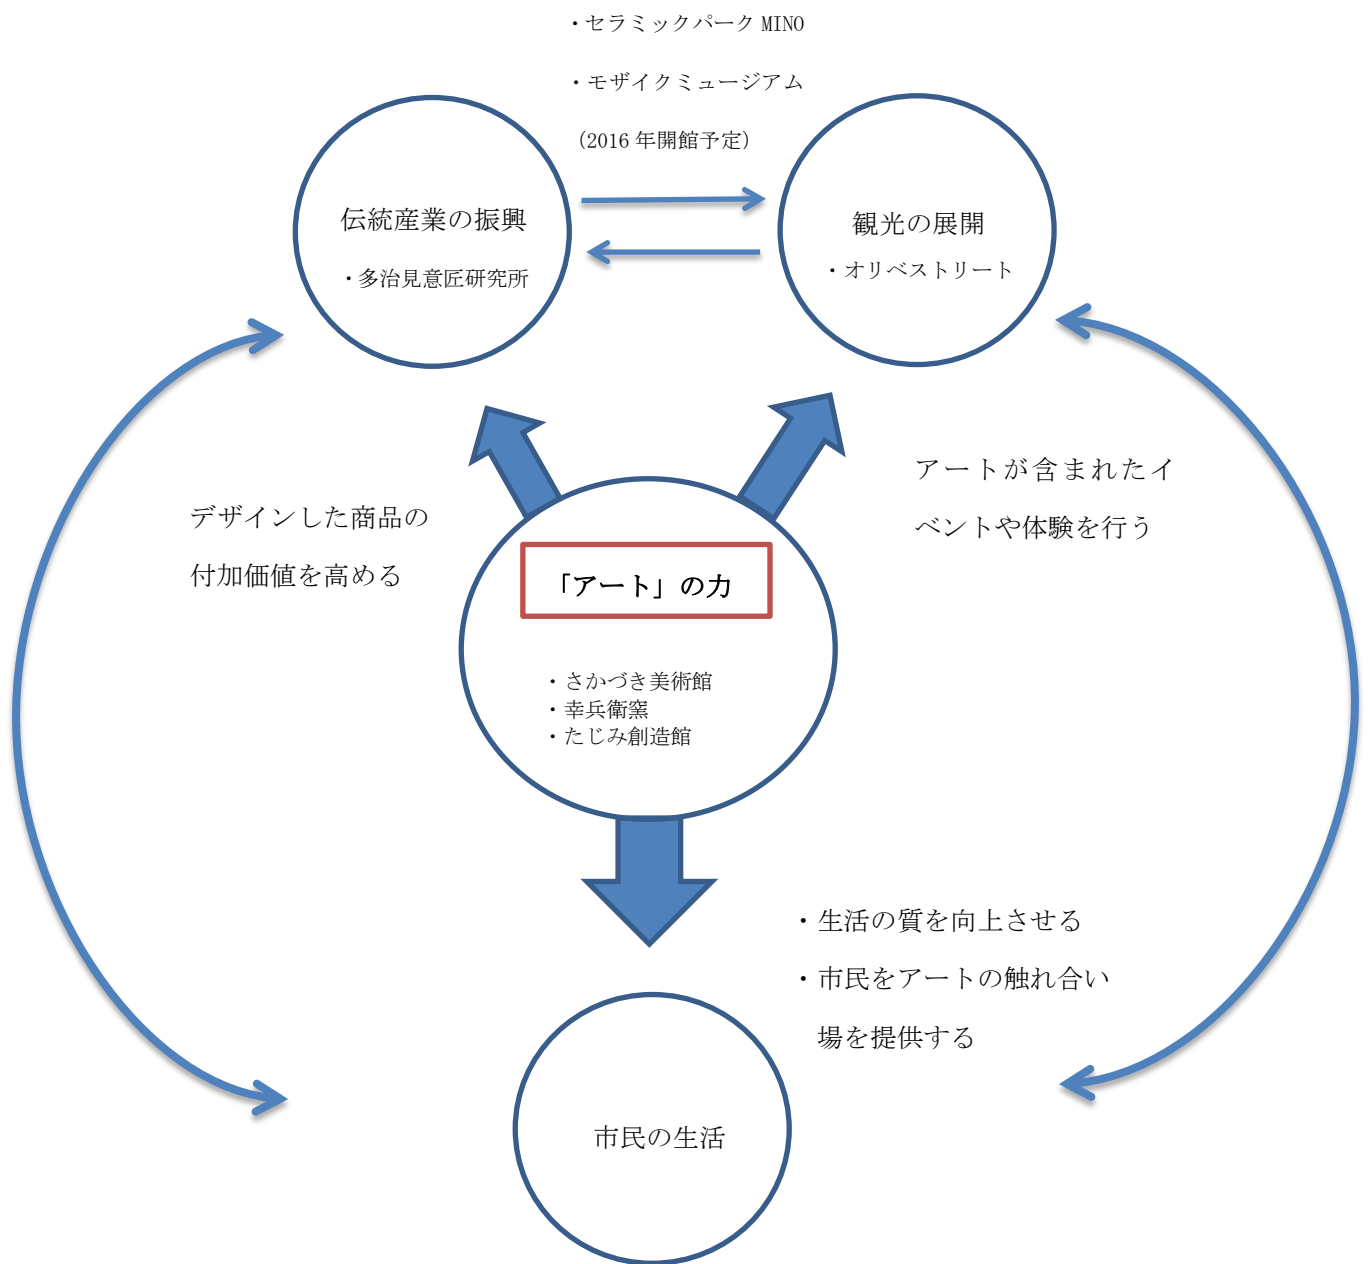 ・セラミックパーク MINO
・モザイクミュージアム
(2016 年開館予定)
伝統産業の振興
・多治見意匠研究所
観光の展開
・オリベストリート
デザインした商品の
付加価値を高める
アートが含まれたイ
ベントや体験を行う
「アート」の力
・さかづき美術館
・幸兵衛窯
・たじみ創造館
・生活の質を向上させる
・市民をアートの触れ合い
場を提供する
市民の生活